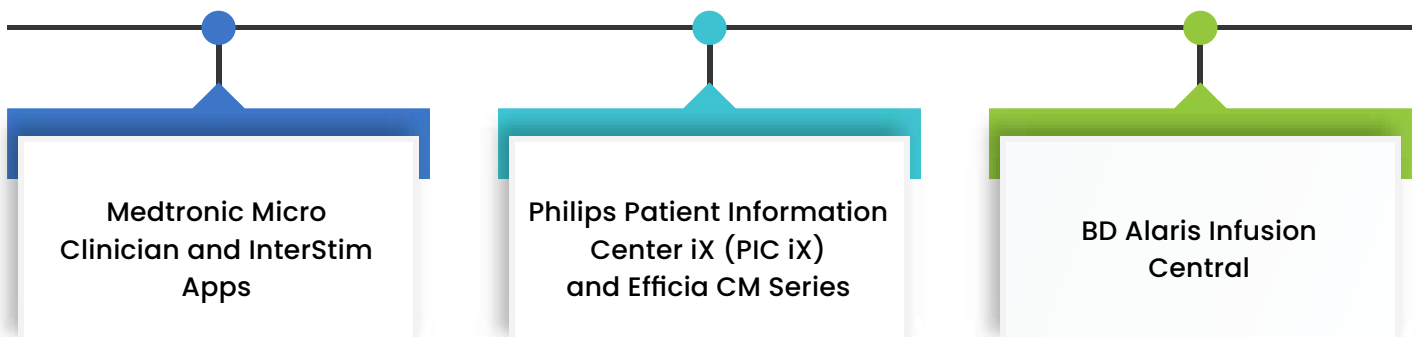 Medtronic Micro
Clinician and InterStim
Apps
Philips Patient Information
Center iX (PIC iX)
and Efficia CM Series
BD Alaris Infusion
Central